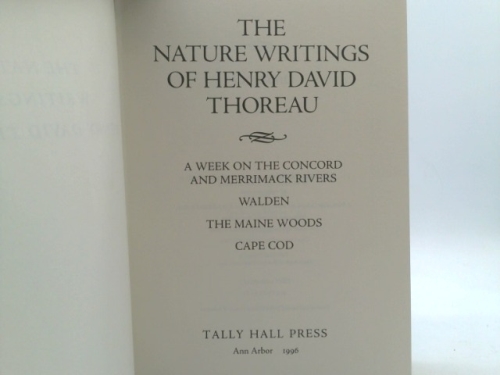 THE
NATURE WRITINGS
OF HENRY DAVID
THOREAU
A WEEK ON THE CONCORD
AND MERRIMACK RIVERS
WALDEN
THE MAINE WOODS
CAPE COD
TALLY HALL PRESS
Ann Arbor 1996